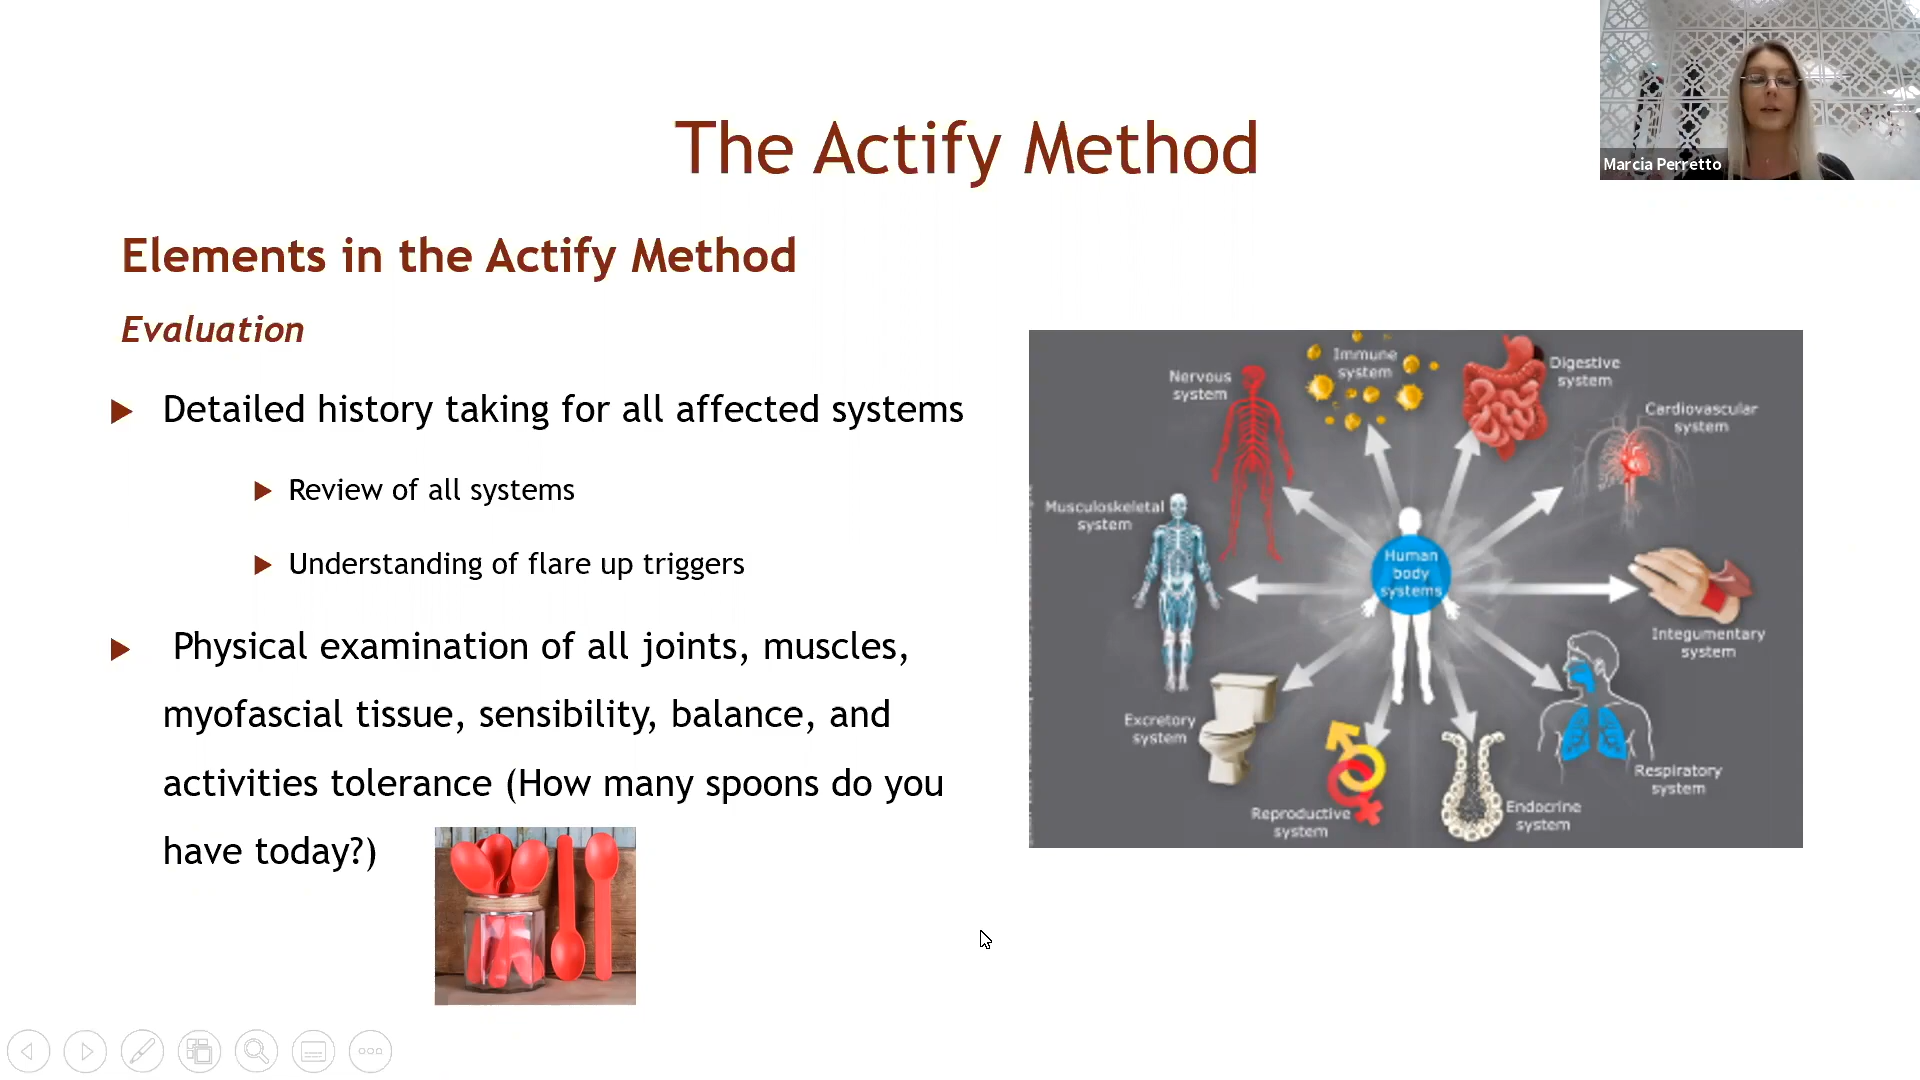 The Actify Method
Marcia Perretto
Elements in the Actify Method
Evaluation
Detailed history taking for all affected systems
Review of all systems
Understanding of flare up triggers
Physical examination of all joints, muscles,
myofascial tissue, sensibility, balance, and
activities tolerance (How many spoons do you
have today?)
Immune
system
Digestive
system
Nervous
system
Cardiovascular
system
Musculoskeletal
system
Human
body
systems
Integumentary
system
Excretory
system
Respiratory
system
Reproductive
system
Endocrine
system